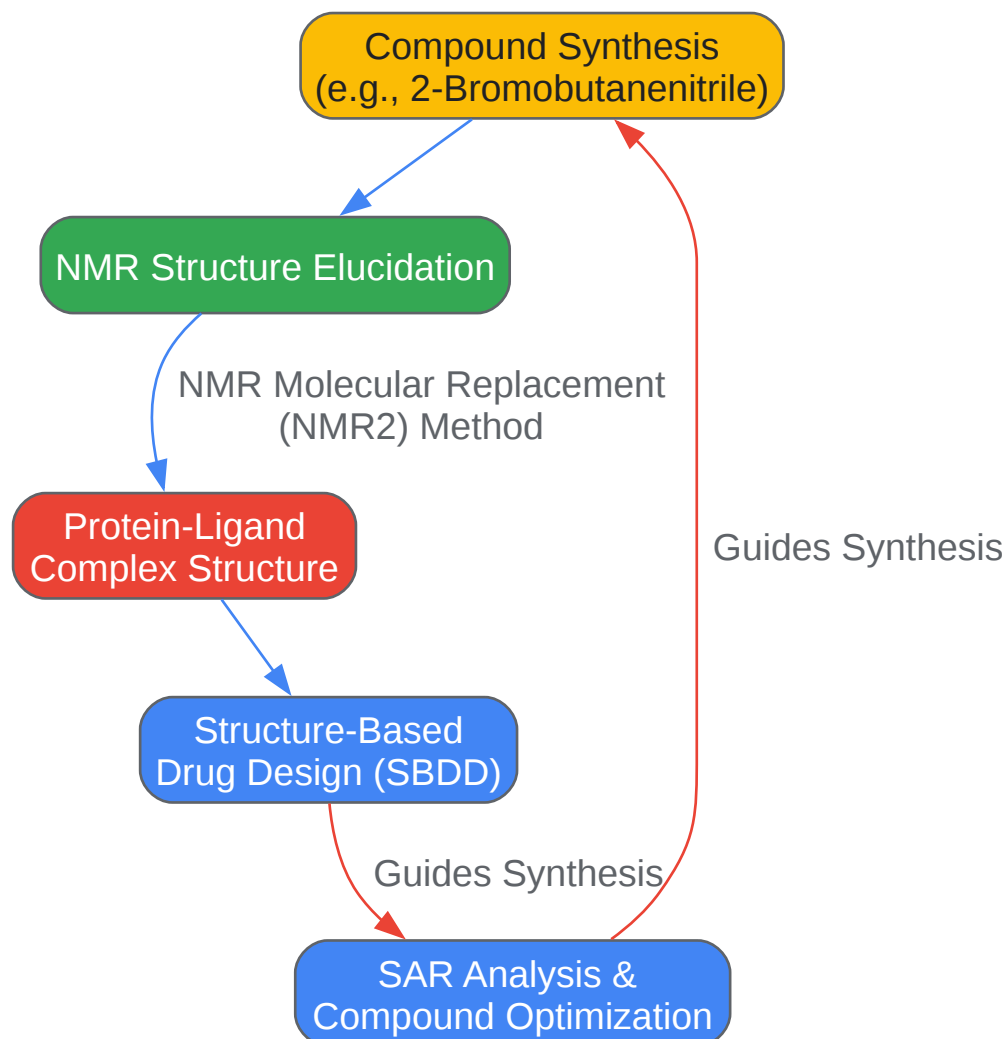 Compound Synthesis
(e.g., 2-Bromobutanenitrile)
NMR Structure Elucidation
NMR Molecular Replacement
(NMR2) Method
Protein-Ligand
Complex Structure
Guides Synthesis
Structure-Based
Drug Design (SBDD)
Guides Synthesis
SAR Analysis &
Compound Optimization